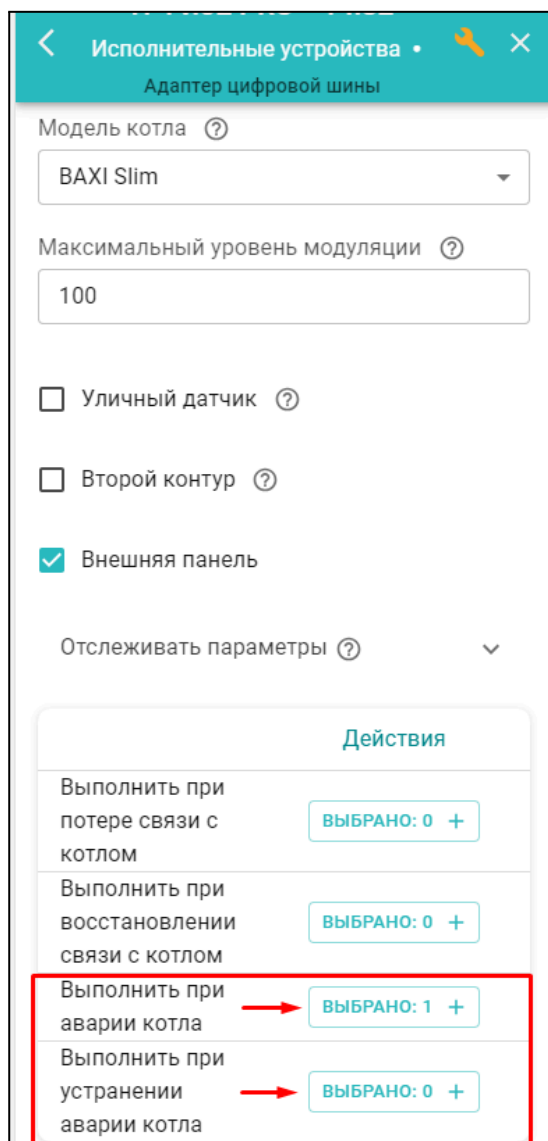 Исполнительные устройства •
Адаптер цифровой шины
Модель котла
BAXI Slim
Максимальный уровень модуляции
100
Уличный датчик
Второй контур
Внешняя панель
Отслеживать параметры
Действия
Выполнить при
потере связи с
котлом
ВЫБРАНО: 0 +
Выполнить при
восстановлении
связи с котлом
ВЫБРАНО: 0 +
Выполнить при
аварии котла
ВЫБРАНО: 1 +
Выполнить при
устранении
аварии котла
ВЫБРАНО: 0 +